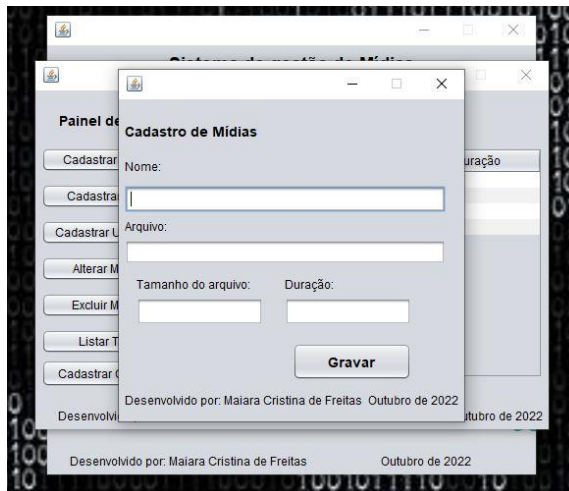 Sistema de gestão de Mídias
Painel de
Cadastrar
Cadastrar U
Alterar M
Excluir M
Listar T
Cadastrar
uração
Cadastro de Mídias
Nome:
Arquivo:
Tamanho do arquivo: Duração:
Gravar
Desenvolvido por: Maiara Cristina de Freitas Outubro de 2022
utubro de 2022
Desenvolvido por: Maiara Cristina de Freitas Outubro de 2022